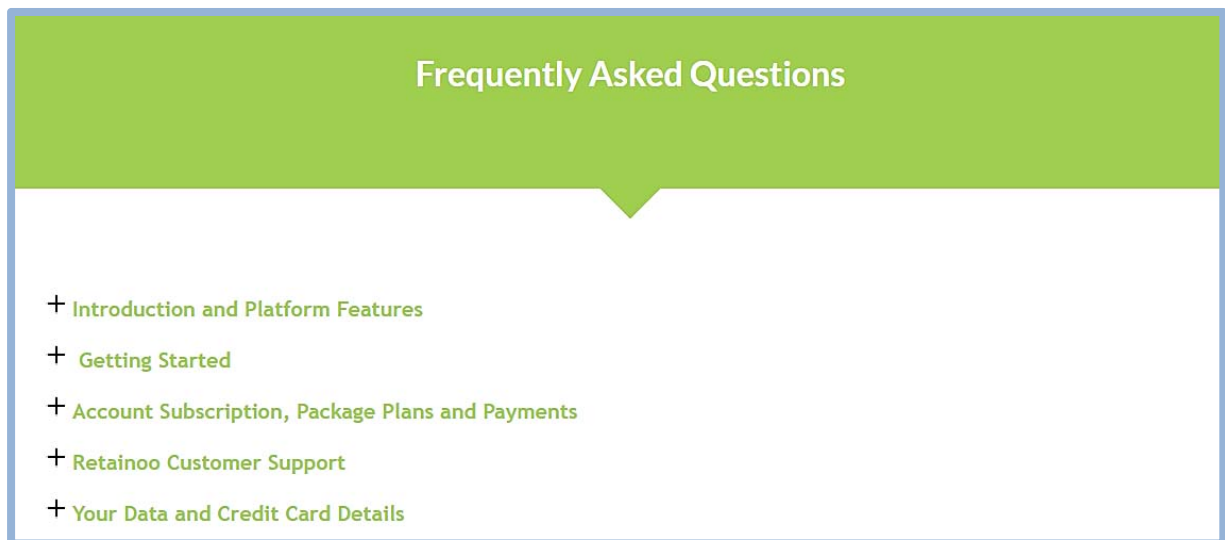 Frequently Asked Questions
+ Introduction and Platform Features
+ Getting Started
+ Account Subscription, Package Plans and Payments
+ Retainoo Customer Support
+ Your Data and Credit Card Details